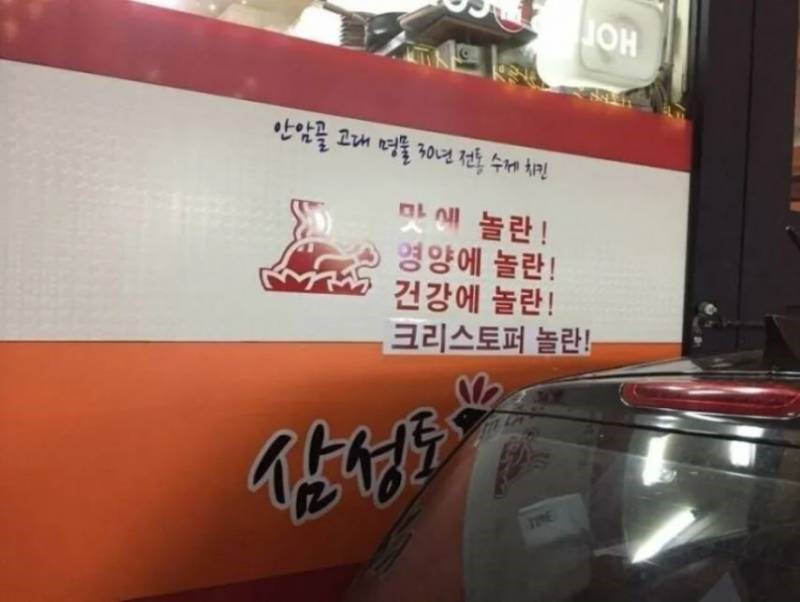 HOL
안암골 고대 명물 30년 전통 수제 치킨
맛에 놀란!
영양에 놀란!
건강에 놀란!
크리스토퍼 놀란!
삼성토